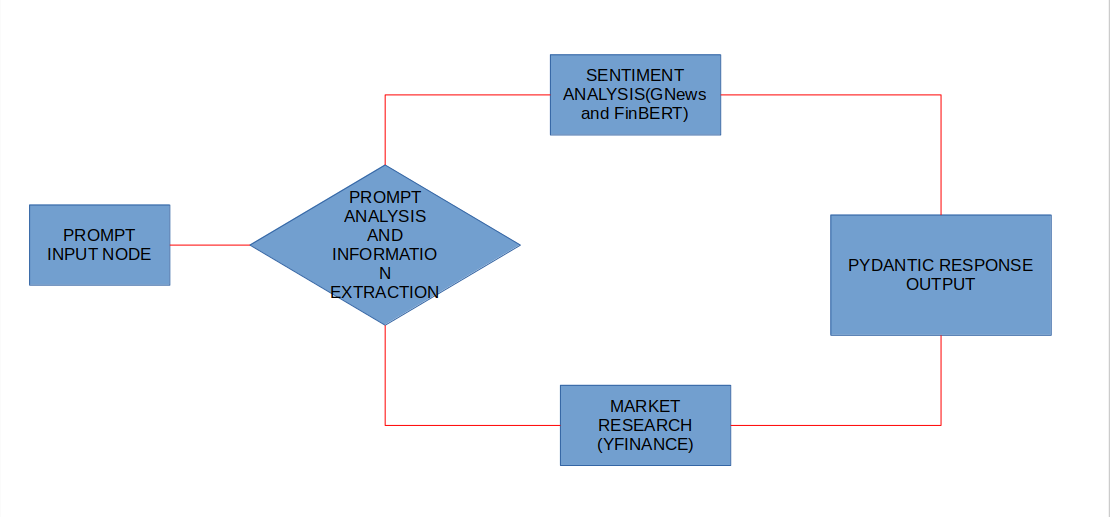 PROMPT
INPUT NODE
PROMPT
ANALYSIS
AND
INFORMATIO
N
EXTRACTION
SENTIMENT
ANALYSIS(GNews
and FinBERT)
MARKET
RESEARCH
(YFINANCE)
PYDANTIC RESPONSE
OUTPUT